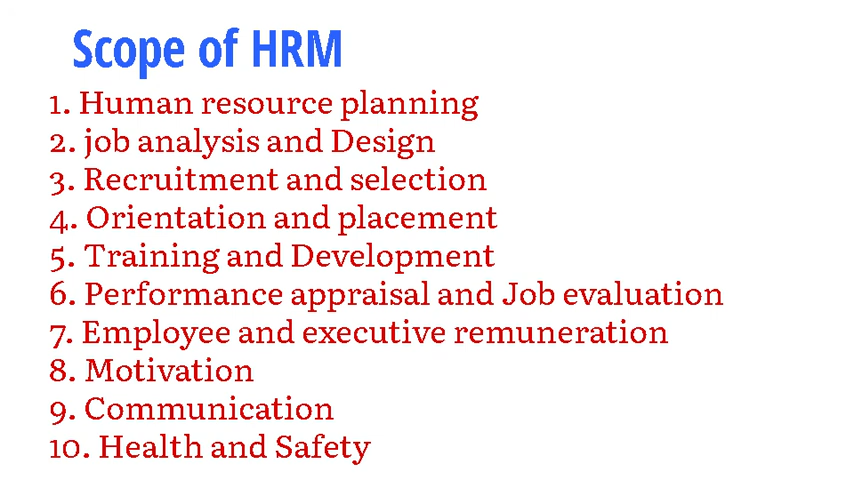 Scope of HRM
1. Human resource planning
2. job analysis and Design
3. Recruitment and selection
4. Orientation and placement
5. Training and Development
6. Performance appraisal and Job evaluation
7. Employee and executive remuneration
8. Motivation
9. Communication
10. Health and Safety